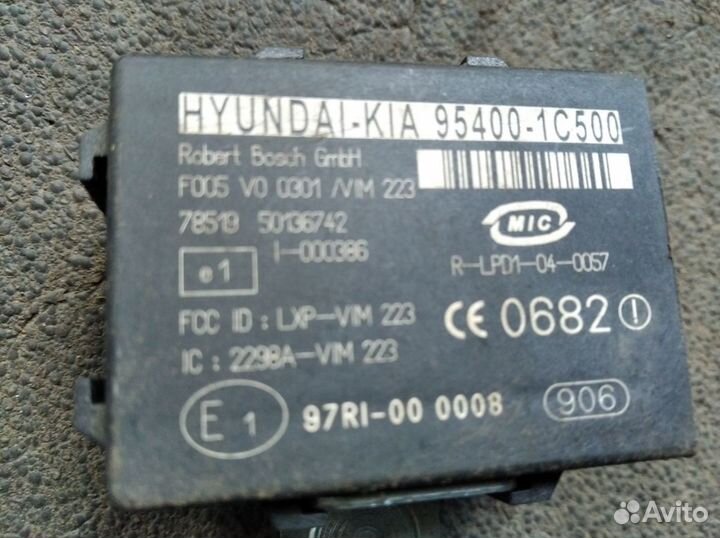 HYUNDAI-KIA 95400-1C500
Robert Bosch GmbH
F005 V0 0301 /VIM 223
78519 50136742
I-000386
e1
MIC
R-LPD1-04-0057
FCC ID : LXP-VIM 223
IC : 2298A-VIM 223
CE 0682 !
E1
97RI-00 0008
906
Avito